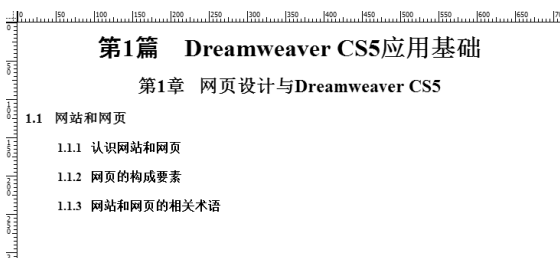 0 50 100 150 200 250 300 350 400 450 500 550 600 650
第1篇 Dreamweaver CS5应用基础
第1章 网页设计与Dreamweaver CS5
1.1 网站和网页
1.1.1 认识网站和网页
1.1.2 网页的构成要素
1.1.3 网站和网页的相关术语